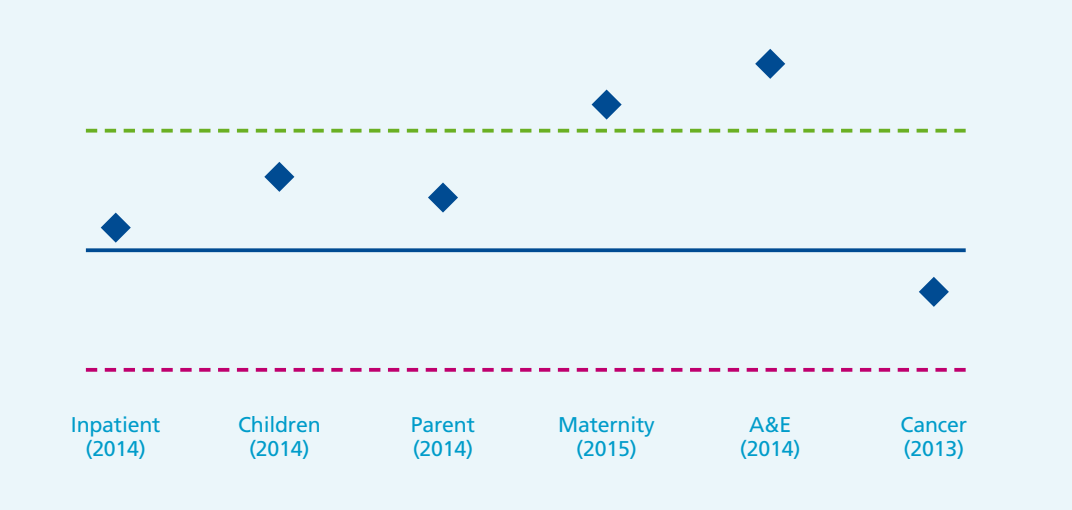 Inpatient
(2014)
Children
(2014)
Parent
(2014)
Maternity
(2015)
A&E
(2014)
Cancer
(2013)